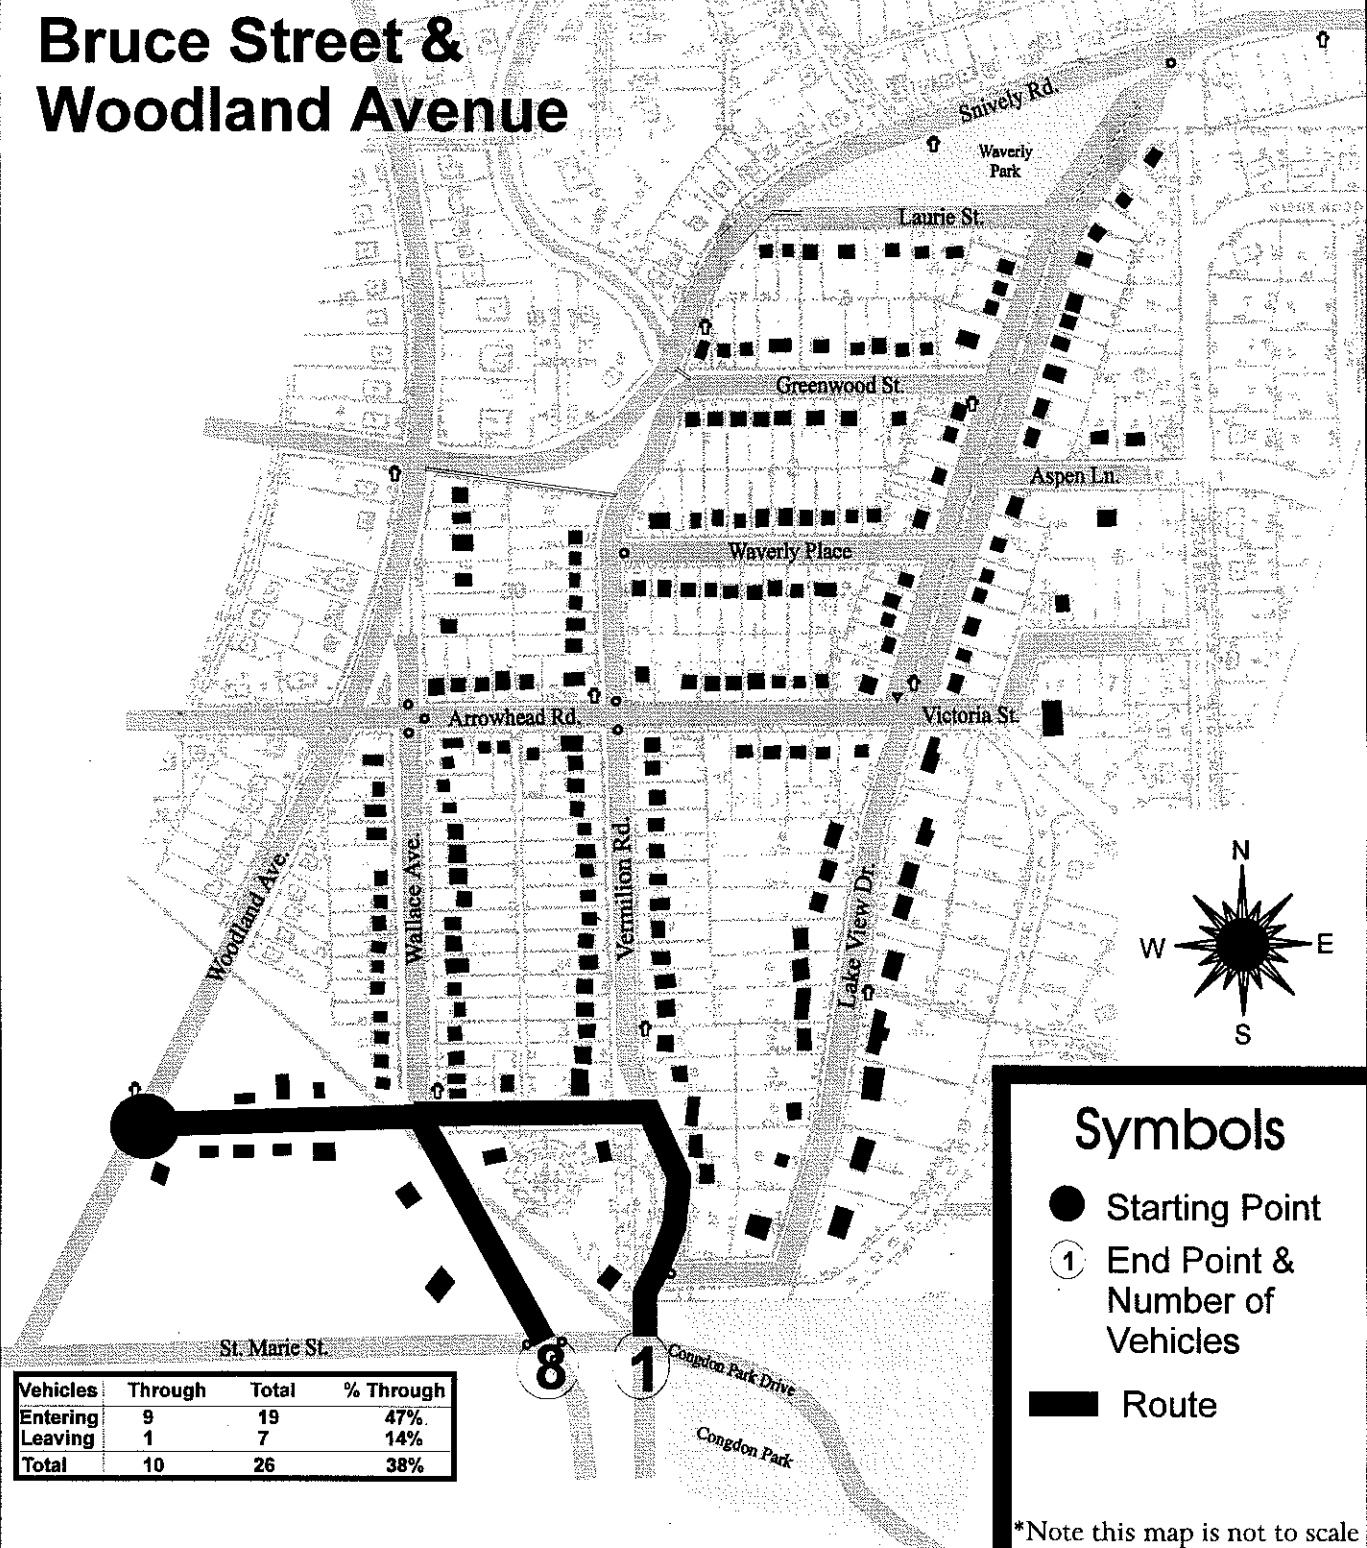 Bruce Street &
Woodland Avenue
Snively Rd.
Waverly
Park
Laurie St.
Greenwood St.
Aspen Ln.
Waverly Place
Arrowhead Rd.
Victoria St.
Woodland Ave.
Wallace Ave.
Vermilion Rd.
Lake View Dr.
N
W E
S
St. Marie St.
8 1
Congdon Park Drive
Congdon Park
Vehicles Through Total % Through
Entering 9 19 47%
Leaving 1 7 14%
Total 10 26 38%
Symbols
Starting Point
1 End Point &
Number of
Vehicles
Route
*Note this map is not to scale